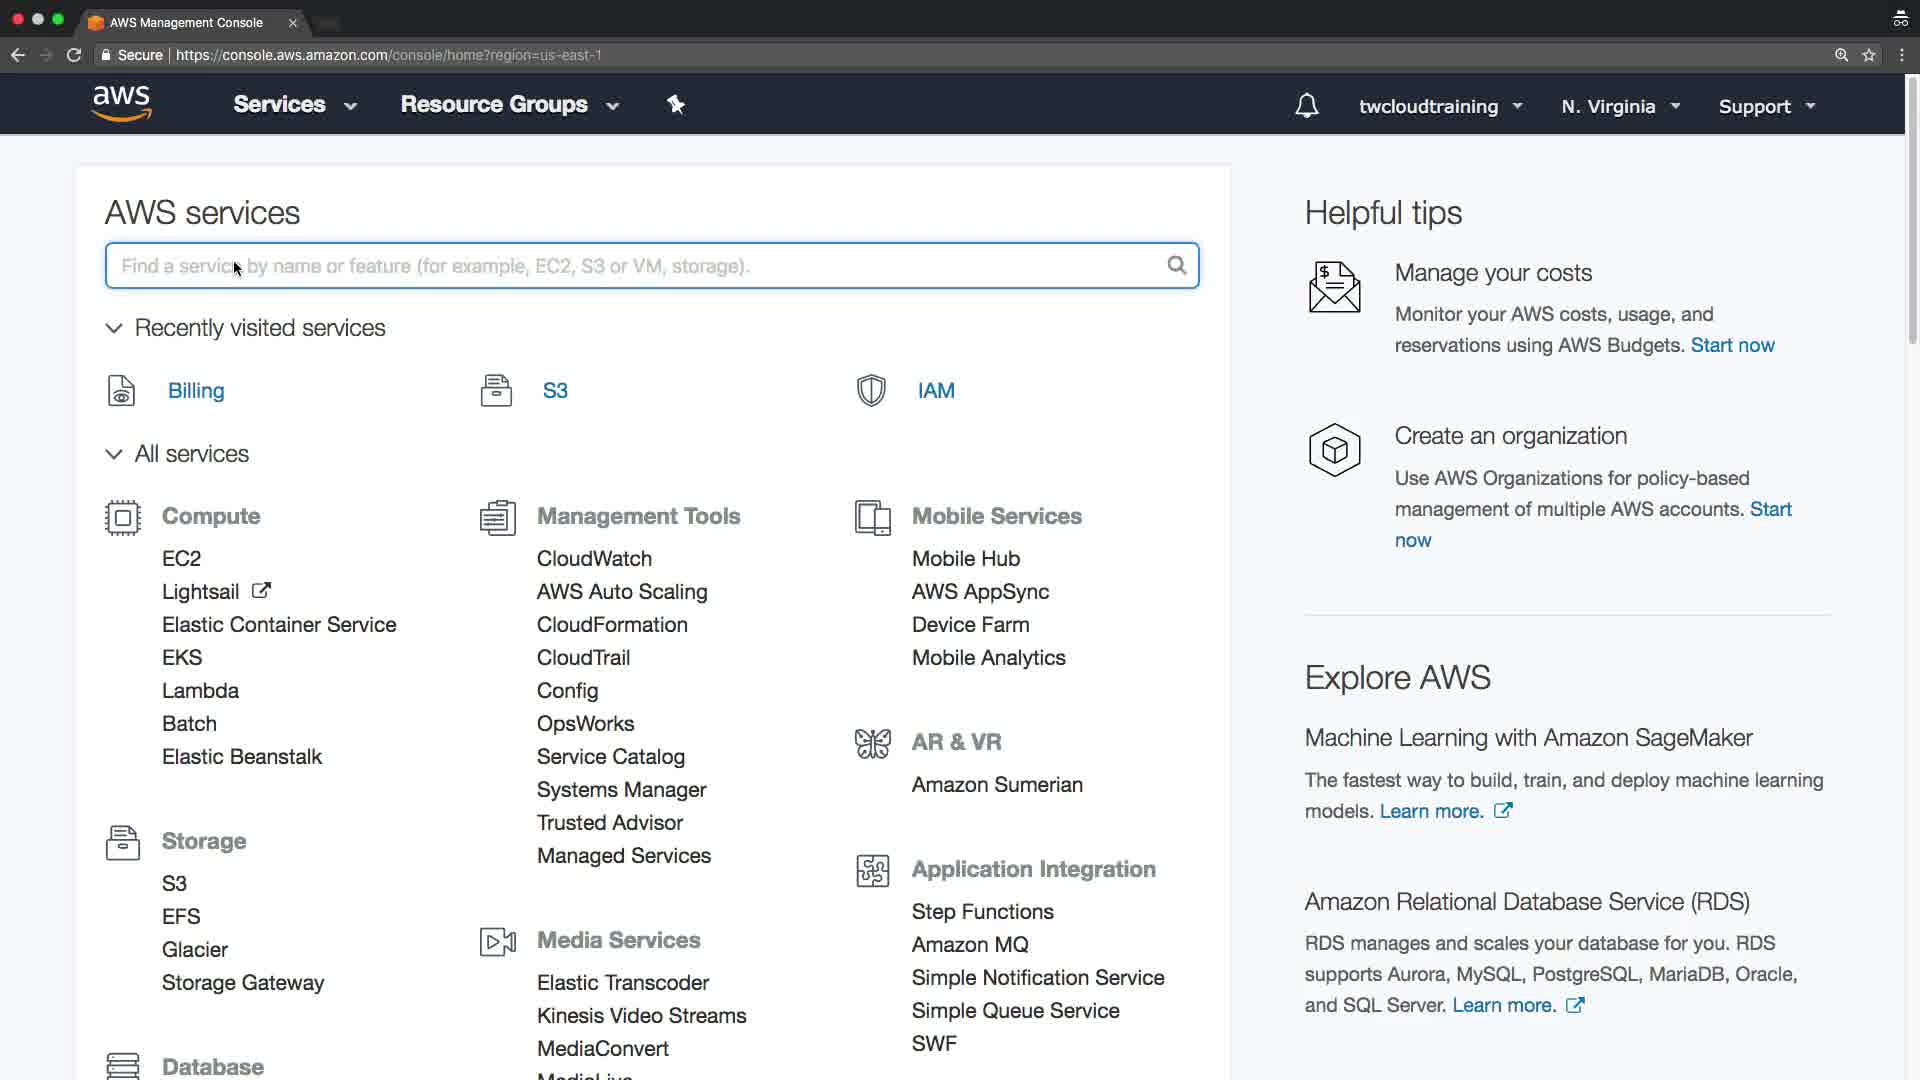 AWS Management Console
Secure | https://console.aws.amazon.com/console/home?region=us-east-1
aws
Services
Resource Groups
twcloudtraining
N. Virginia
Support
AWS services
Find a service by name or feature (for example, EC2, S3 or VM, storage).
Recently visited services
Billing
S3
IAM
All services
Compute
EC2
Lightsail
Elastic Container Service
EKS
Lambda
Batch
Elastic Beanstalk
Storage
S3
EFS
Glacier
Storage Gateway
Database
Management Tools
CloudWatch
AWS Auto Scaling
CloudFormation
CloudTrail
Config
OpsWorks
Service Catalog
Systems Manager
Trusted Advisor
Managed Services
Media Services
Elastic Transcoder
Kinesis Video Streams
MediaConvert
MediaLive
Mobile Services
Mobile Hub
AWS AppSync
Device Farm
Mobile Analytics
AR & VR
Amazon Sumerian
Application Integration
Step Functions
Amazon MQ
Simple Notification Service
Simple Queue Service
SWF
Helpful tips
Manage your costs
Monitor your AWS costs, usage, and
reservations using AWS Budgets. Start now
Create an organization
Use AWS Organizations for policy-based
management of multiple AWS accounts. Start
now
Explore AWS
Machine Learning with Amazon SageMaker
The fastest way to build, train, and deploy machine learning
models. Learn more.
Amazon Relational Database Service (RDS)
RDS manages and scales your database for you. RDS
supports Aurora, MySQL, PostgreSQL, MariaDB, Oracle,
and SQL Server. Learn more.